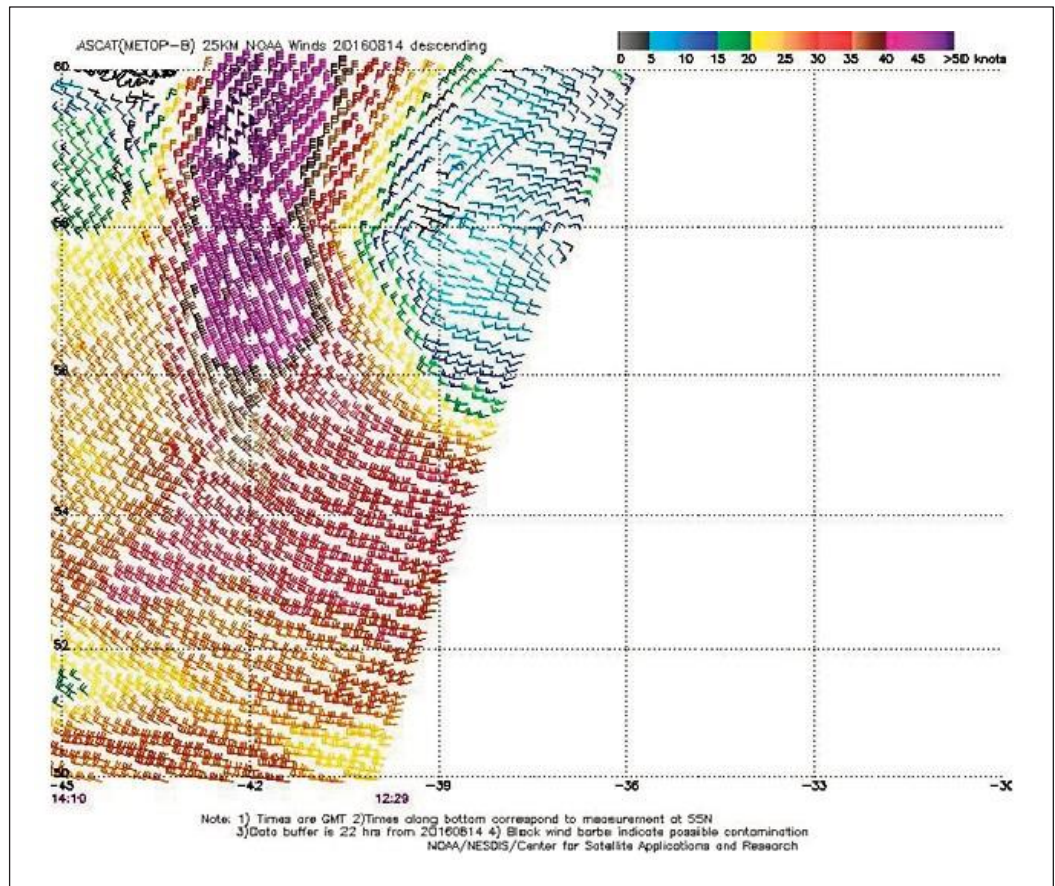 ASCAT(METOP-B) 25KM NOAA Winds 20160814 descending
0 5 10 15 20 25 30 35 40 45 >50 knots
60
58
56
54
52
50
-45 -42 -39 -36 -33 -30
14:10 12:29
Note: 1) Times are GMT 2)Times along bottom correspond to measurement at 55N
3)Data buffer is 22 hrs from 20160814 4) Black wind barbs indicate possible contamination
NOAA/NESDIS/Center for Satellite Applications and Research